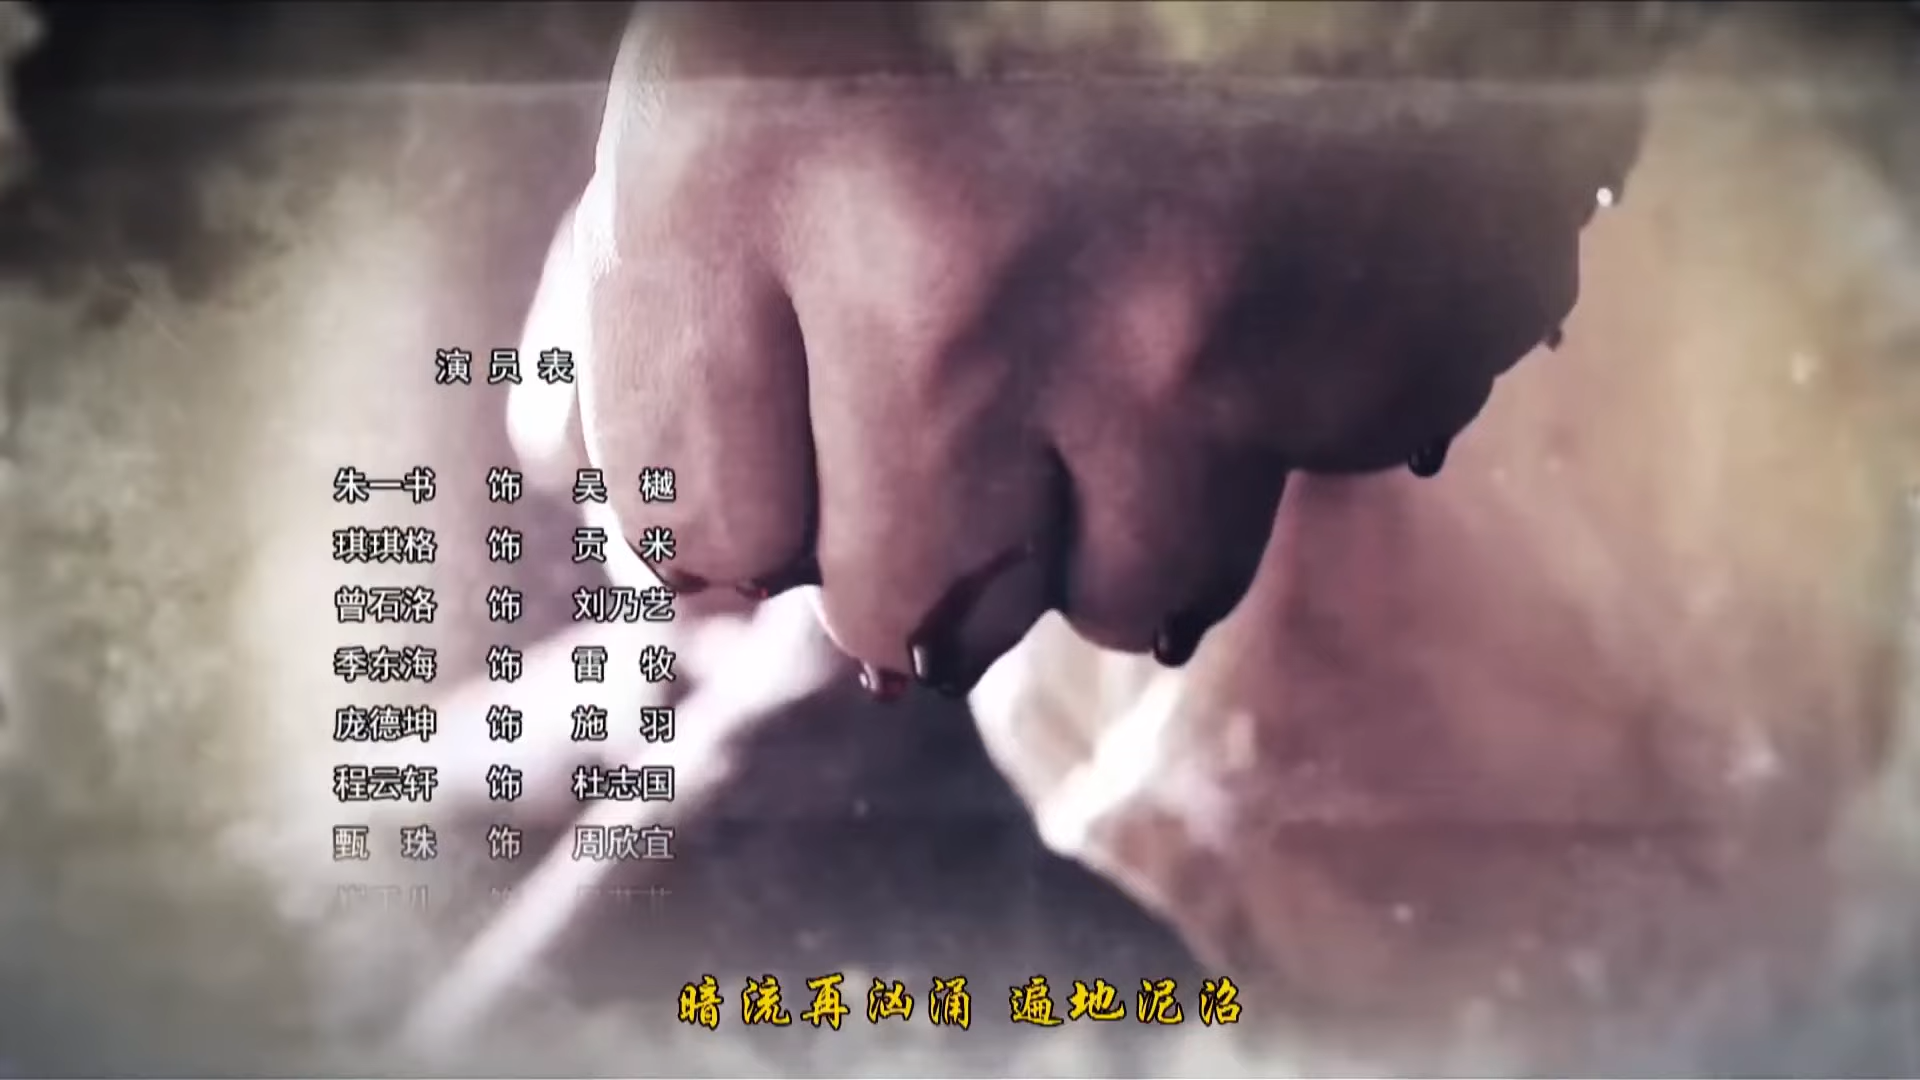 演员表
朱一书 饰 吴樾
琪琪格 饰 贡米
曾石洛 饰 刘乃艺
季东海 饰 雷牧
庞德坤 饰 施羽
程云轩 饰 杜志国
甄珠 饰 周欣宜
暗流再汹涌 遍地泥沼